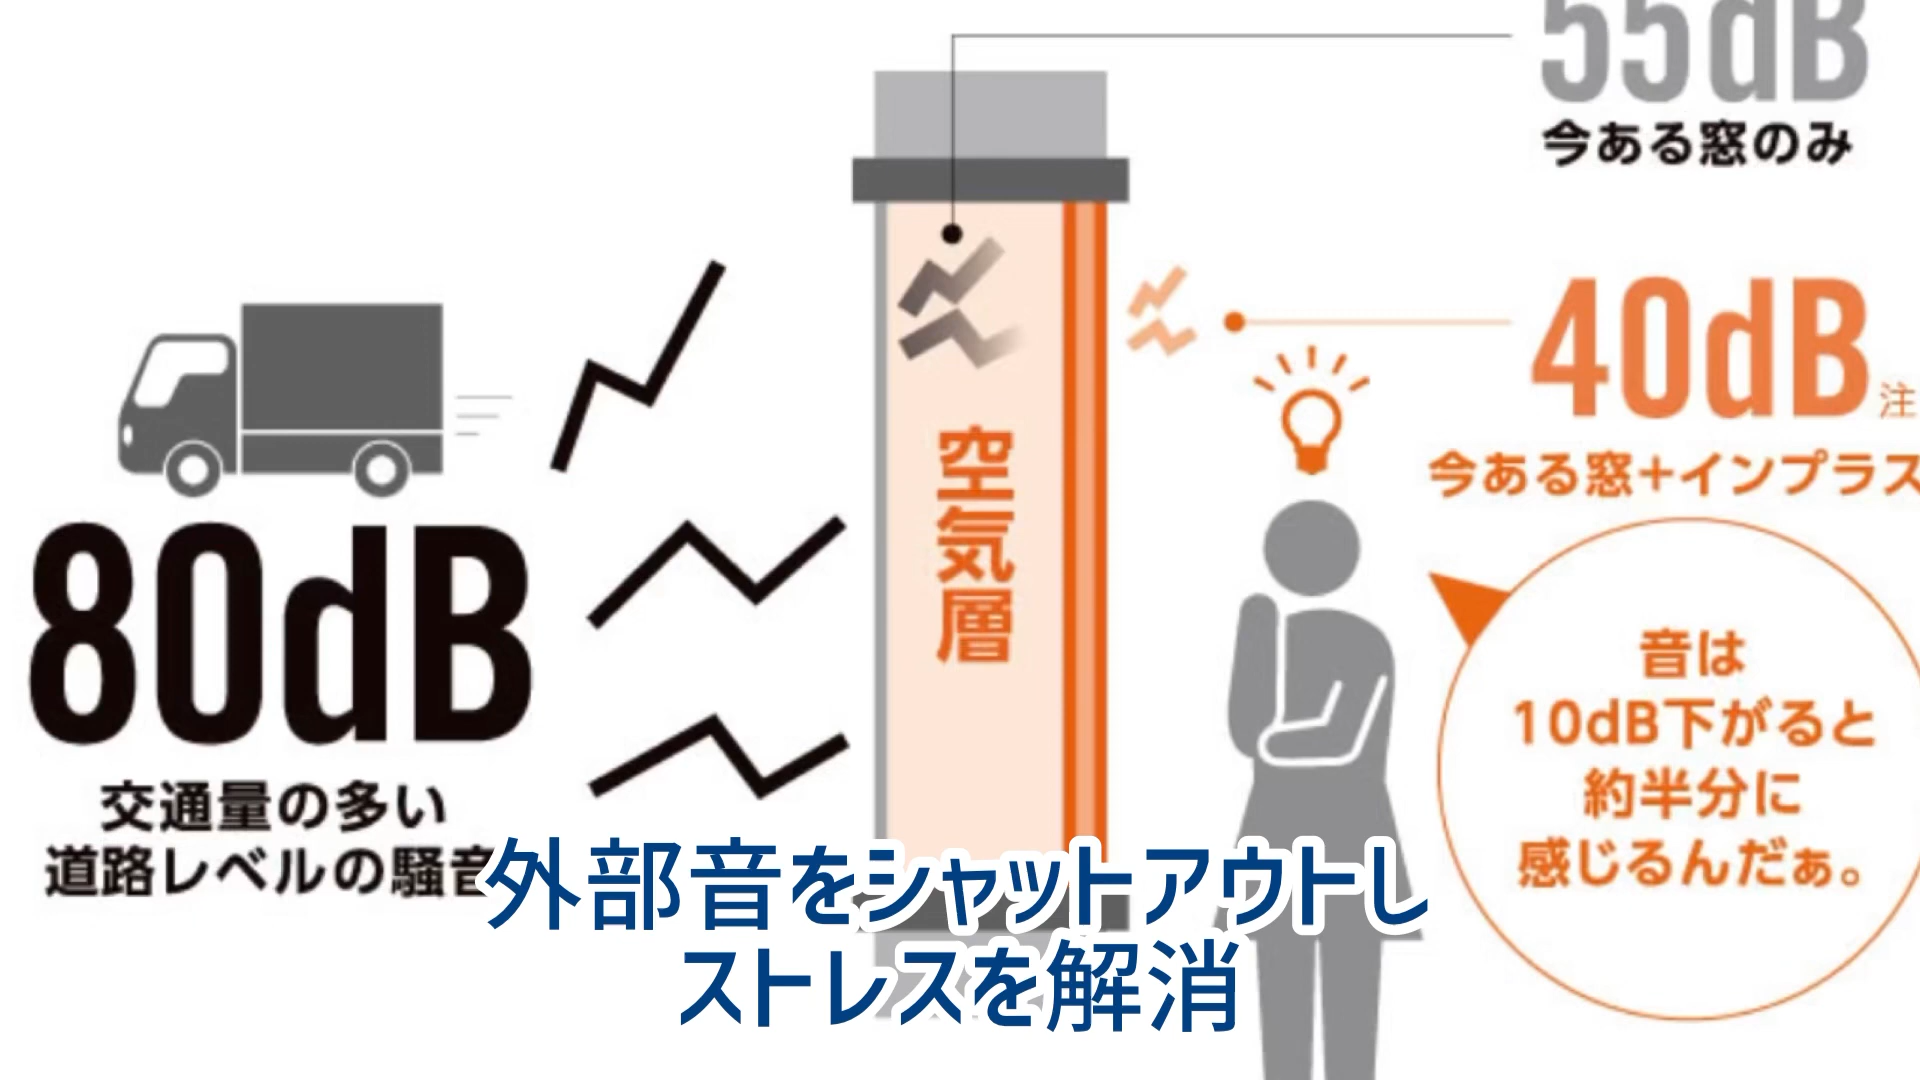 55dB
今ある窓のみ
40dB
注
今ある窓+インプラス
空気層
80dB
交通量の多い
道路レベルの騒音
音は
10dB下がると
約半分に
感じるんだぁ。
外部音をシャットアウトし
ストレスを解消